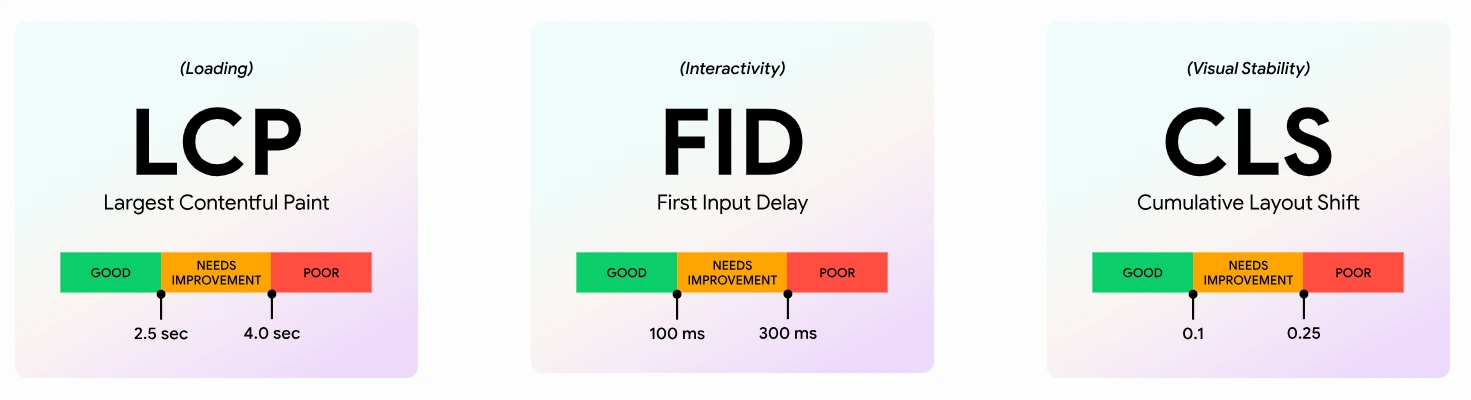 (Loading)
LCP
Largest Contentful Paint
GOOD
NEEDS
IMPROVEMENT
POOR
2.5 sec
4.0 sec
(Interactivity)
FID
First Input Delay
GOOD
NEEDS
IMPROVEMENT
POOR
100 ms
300 ms
(Visual Stability)
CLS
Cumulative Layout Shift
GOOD
NEEDS
IMPROVEMENT
POOR
0.1
0.25